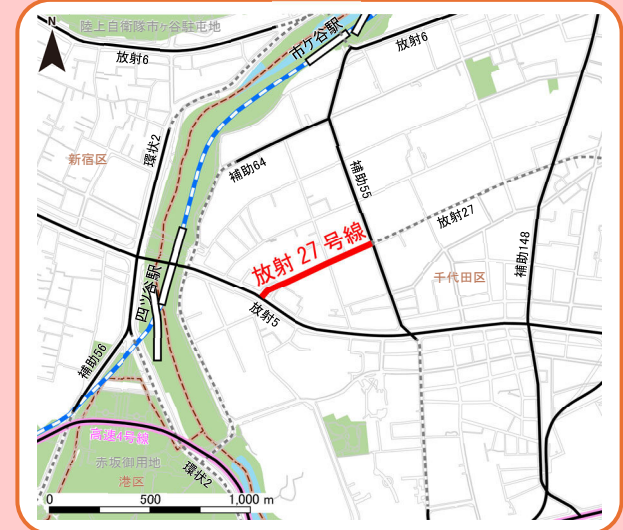 N
陸上自衛隊市ヶ谷駐屯地
放射6
市ケ谷駅
放射6
環状2
新宿区
補助64
補助55
放射27
放射27号線
千代田区
補助148
四ツ谷駅
放射5
補助56
高速4号線
赤坂御用地
港区
環状2
0 500 1,000 m